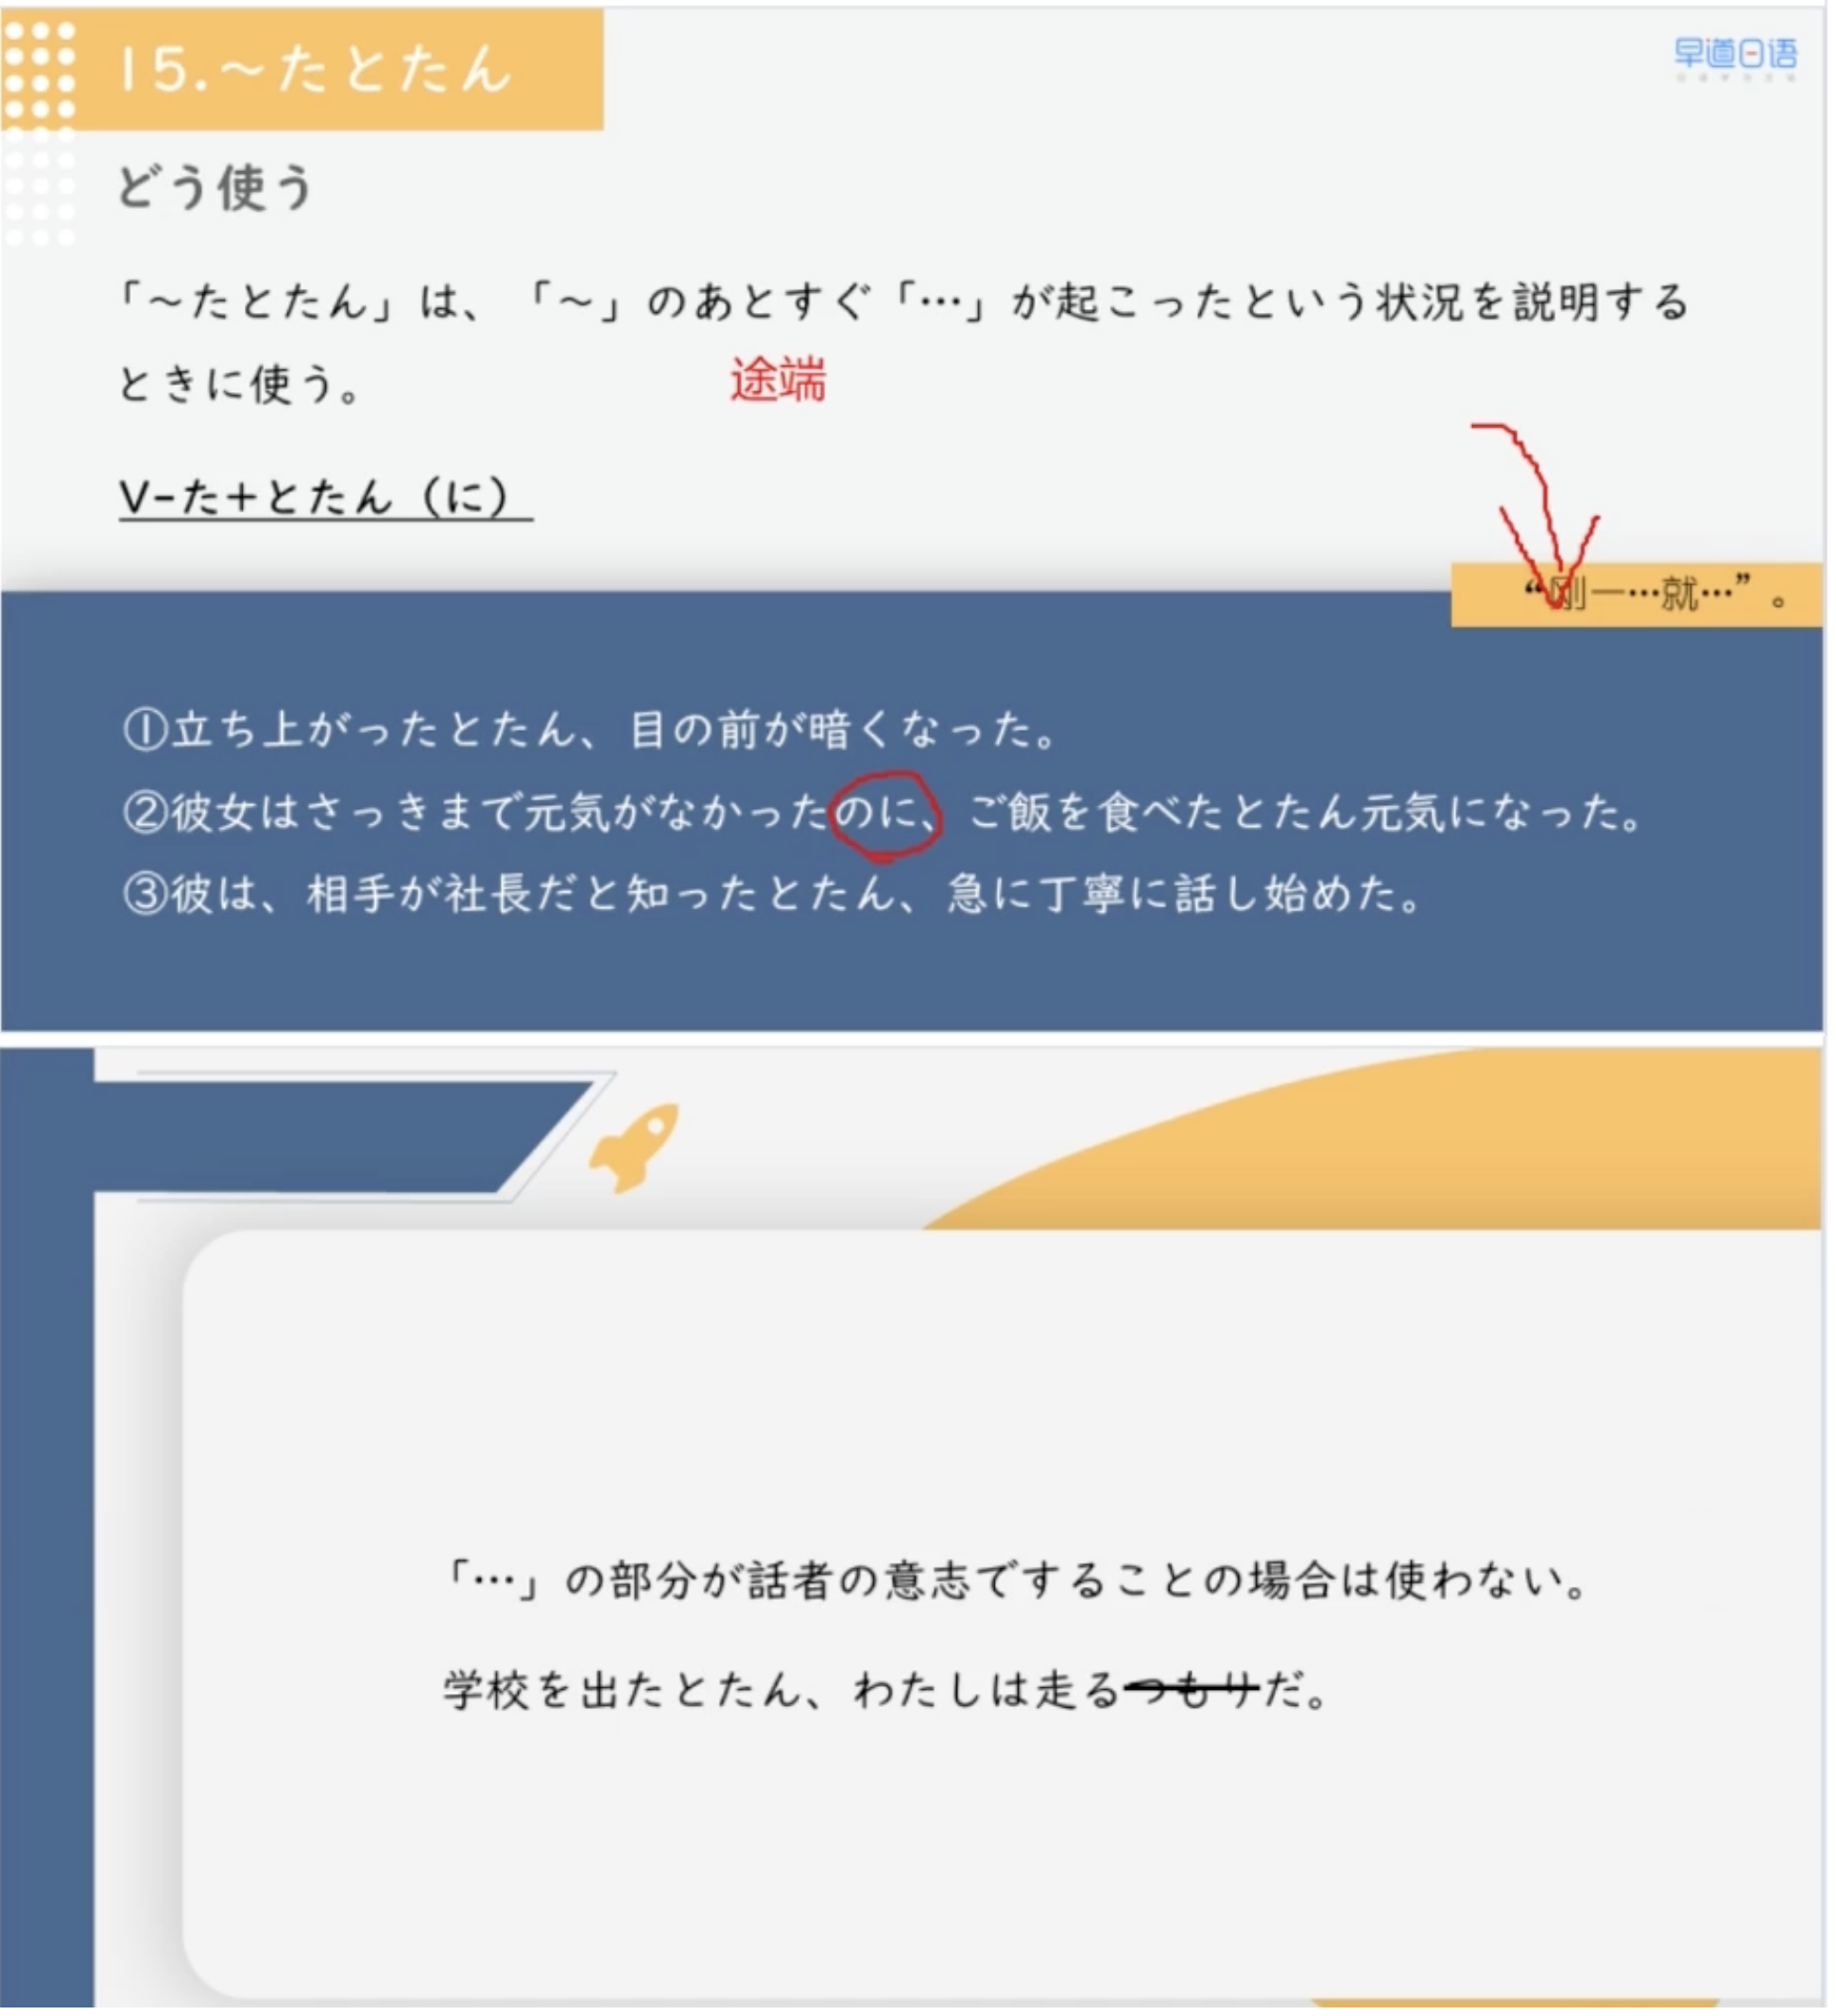 15.～たとたん
早道日语
どう使う
「～たとたん」は、「～」のあとすぐ「…」が起こったという状況を説明する
ときに使う。
途端
V-た+とたん（に）
“刚一…就…”。
①立ち上がったとたん、目の前が暗くなった。
②彼女はさっきまで元気がなかったのに、ご飯を食べたとたん元気になった。
③彼は、相手が社長だと知ったとたん、急に丁寧に話し始めた。
「…」の部分が話者の意志ですることの場合は使わない。
学校を出たとたん、わたしは走るつもりだ。